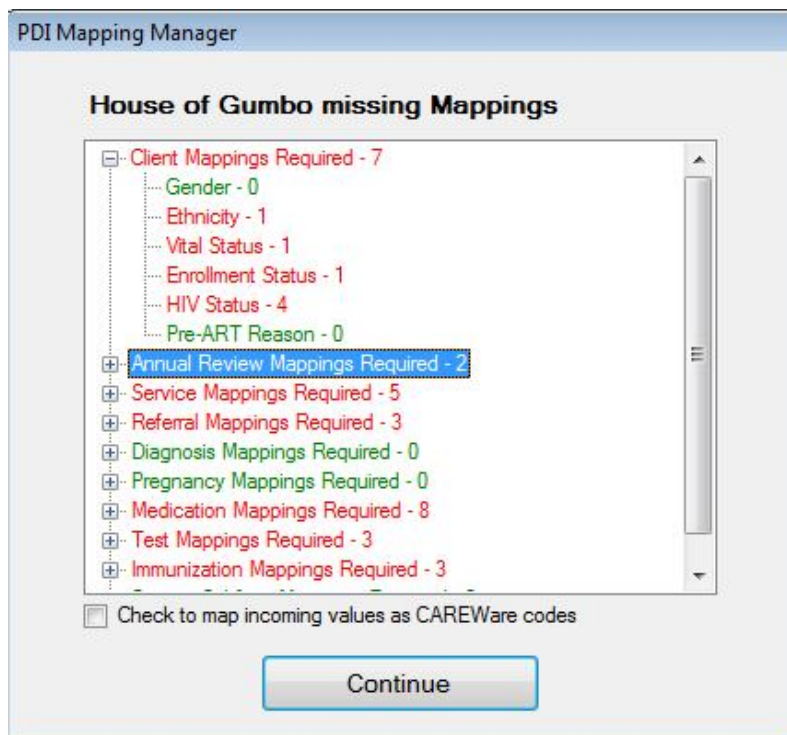 PDI Mapping Manager
House of Gumbo missing Mappings
Client Mappings Required - 7
Gender - 0
Ethnicity - 1
Vital Status - 1
Enrollment Status - 1
HIV Status - 4
Pre-ART Reason - 0
Annual Review Mappings Required - 2
Service Mappings Required - 5
Referral Mappings Required - 3
Diagnosis Mappings Required - 0
Pregnancy Mappings Required - 0
Medication Mappings Required - 8
Test Mappings Required - 3
Immunization Mappings Required - 3
Check to map incoming values as CAREWare codes
Continue